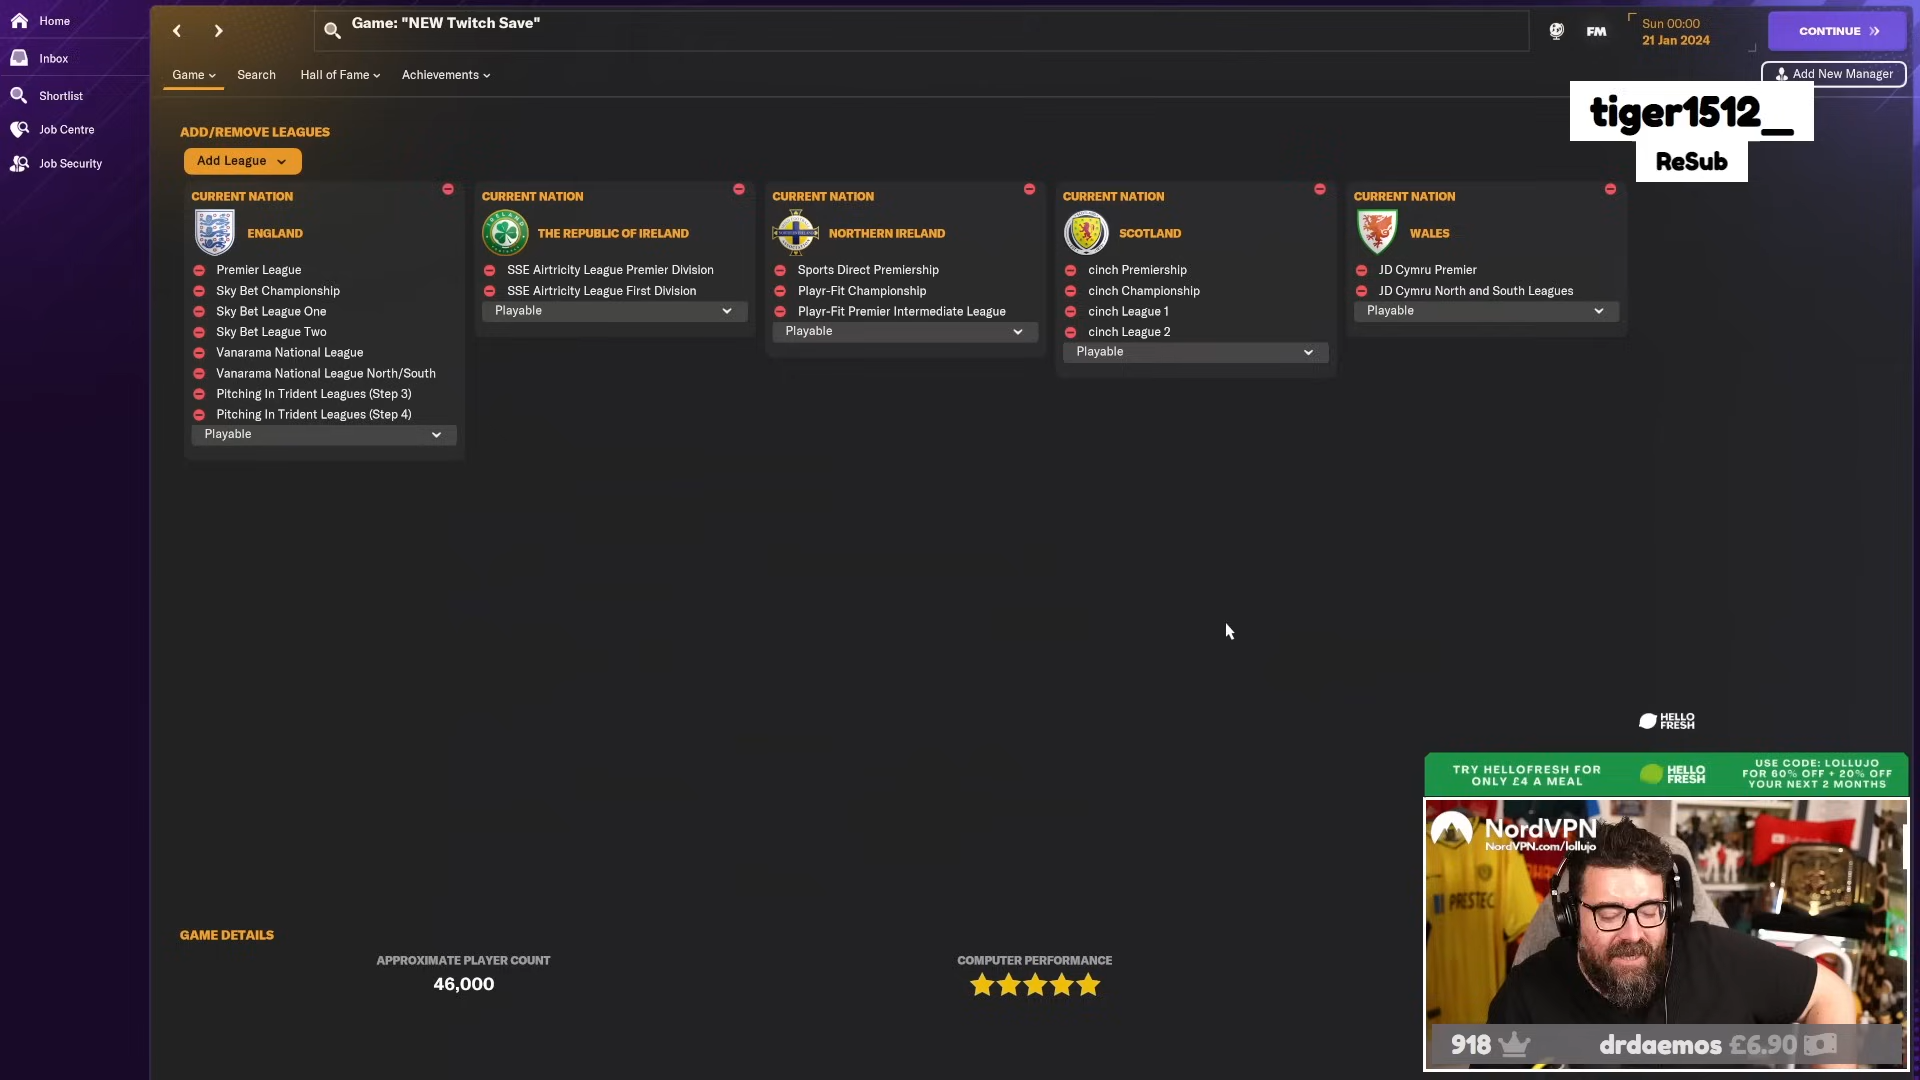 Home
Inbox
Shortlist
Job Centre
Job Security
Game: "NEW Twitch Save"
FM
Sun 00:00
21 Jan 2024
CONTINUE
Game
Search
Hall of Fame
Achievements
Add New Manager
tiger1512__
ReSub
ADD/REMOVE LEAGUES
Add League
CURRENT NATION
ENGLAND
Premier League
Sky Bet Championship
Sky Bet League One
Sky Bet League Two
Vanarama National League
Vanarama National League North/South
Pitching In Trident Leagues (Step 3)
Pitching In Trident Leagues (Step 4)
Playable
CURRENT NATION
IRELAND
THE REPUBLIC OF IRELAND
SSE Airtricity League Premier Division
SSE Airtricity League First Division
Playable
CURRENT NATION
NORTHERN IRELAND
Sports Direct Premiership
Playr-Fit Championship
Playr-Fit Premier Intermediate League
Playable
CURRENT NATION
SCOTLAND
cinch Premiership
cinch Championship
cinch League 1
cinch League 2
Playable
CURRENT NATION
WALES
JD Cymru Premier
JD Cymru North and South Leagues
Playable
HELLO
FRESH
TRY HELLOFRESH FOR
ONLY £4 A MEAL
HELLO
FRESH
USE CODE: LOLLUJO
FOR 60% OFF + 20% OFF
YOUR NEXT 2 MONTHS
NordVPN
NordVPN.com/lollujo
PRESTEC
918
drdaemos £6.90
GAME DETAILS
APPROXIMATE PLAYER COUNT
46,000
COMPUTER PERFORMANCE